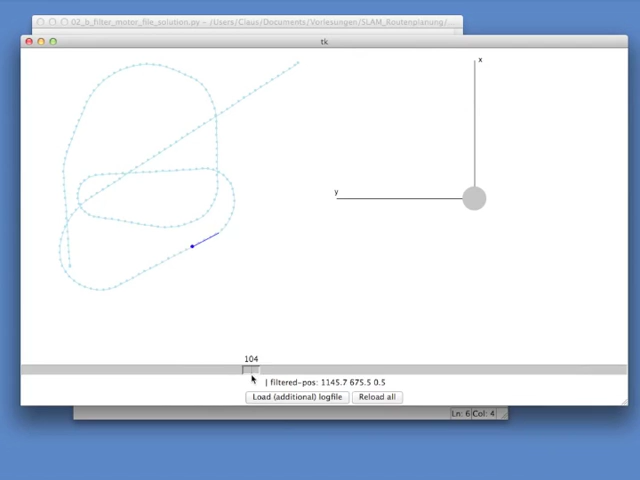 02_b_filter_motor_file_solution.py - /Users/Claus/Documents/Vorlesungen/SLAM_Routenplanung/...
tk
x
y
104
| filtered-pos: 1145.7 675.5 0.5
Load (additional) logfile
Reload all
Ln: 6 Col: 4